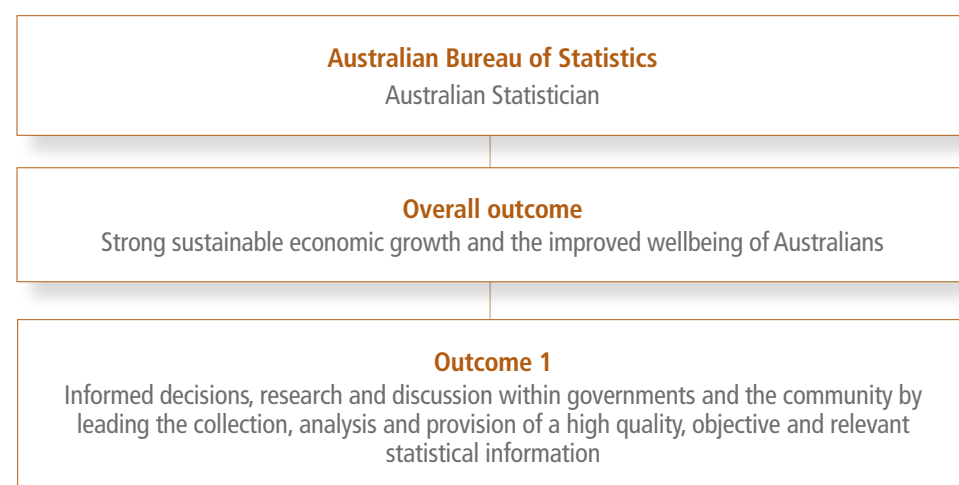 Australian Bureau of Statistics
Australian Statistician
Overall outcome
Strong sustainable economic growth and the improved wellbeing of Australians
Outcome 1
Informed decisions, research and discussion within governments and the community by
leading the collection, analysis and provision of a high quality, objective and relevant
statistical information